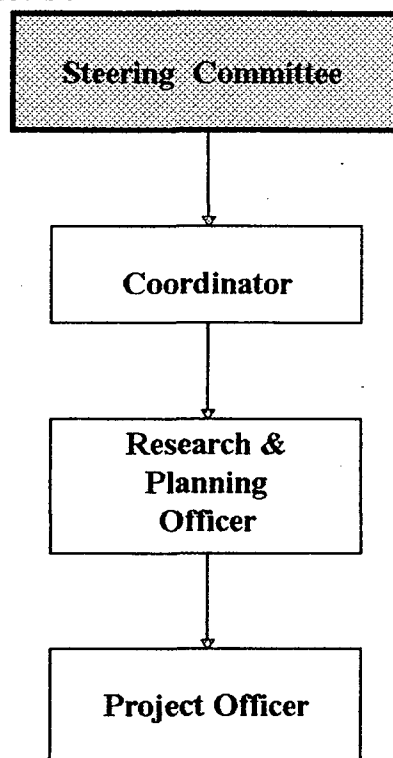 Steering Committee
Coordinator
Research &
Planning
Officer
Project Officer